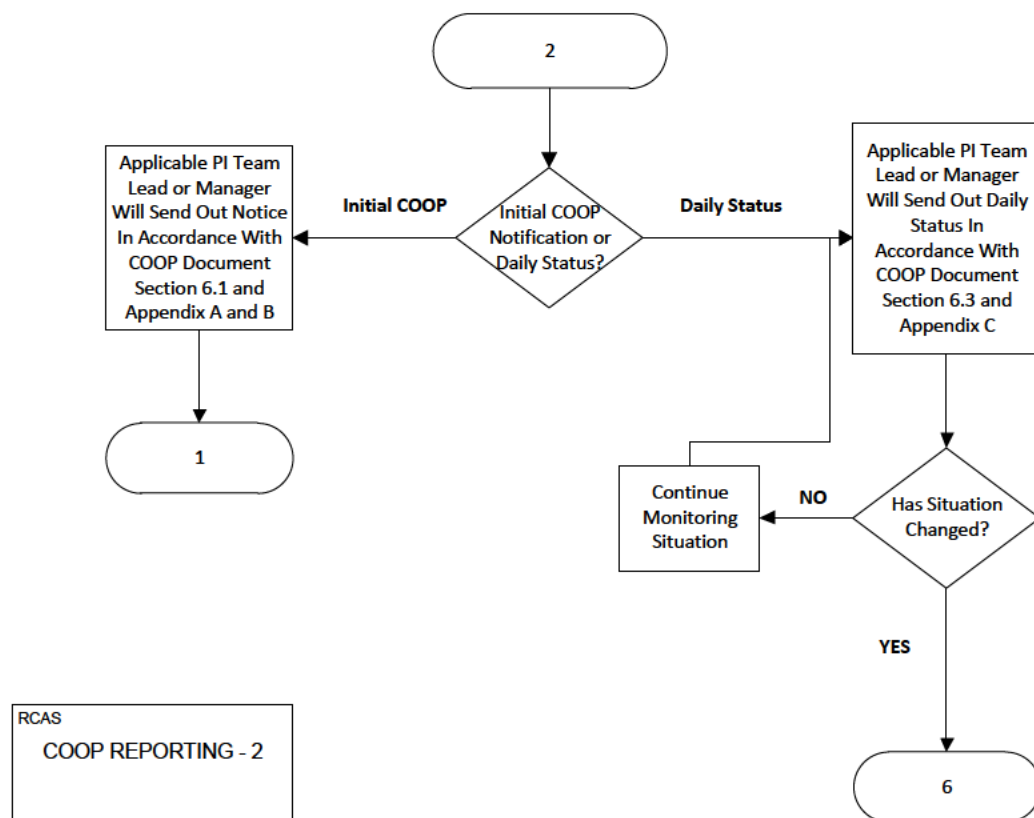 2
Applicable PI Team
Lead or Manager
Will Send Out Notice
In Accordance With
COOP Document
Section 6.1 and
Appendix A and B
Initial COOP
Initial COOP
Notification or
Daily Status?
Daily Status
Applicable PI Team
Lead or Manager
Will Send Out Daily
Status In
Accordance With
COOP Document
Section 6.3 and
Appendix C
1
Continue
Monitoring
Situation
NO
Has Situation
Changed?
YES
RCAS
COOP REPORTING - 2
6